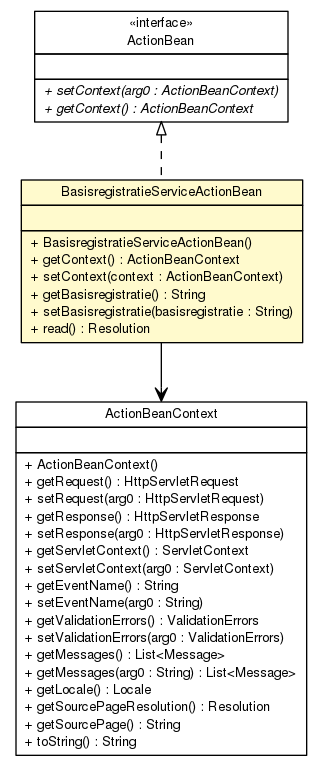 «interface»
ActionBean
+ setContext(arg0 : ActionBeanContext)
+ getContext() : ActionBeanContext
BasisregistratieServiceActionBean
+ BasisregistratieServiceActionBean()
+ getContext() : ActionBeanContext
+ setContext(context : ActionBeanContext)
+ getBasisregistratie() : String
+ setBasisregistratie(basisregistratie : String)
+ read() : Resolution
ActionBeanContext
+ ActionBeanContext()
+ getRequest() : HttpServletRequest
+ setRequest(arg0 : HttpServletRequest)
+ getResponse() : HttpServletResponse
+ setResponse(arg0 : HttpServletResponse)
+ getServletContext() : ServletContext
+ setServletContext(arg0 : ServletContext)
+ getEventName() : String
+ setEventName(arg0 : String)
+ getValidationErrors() : ValidationErrors
+ setValidationErrors(arg0 : ValidationErrors)
+ getMessages() : List<Message>
+ getMessages(arg0 : String) : List<Message>
+ getLocale() : Locale
+ getSourcePageResolution() : Resolution
+ getSourcePage() : String
+ toString() : String